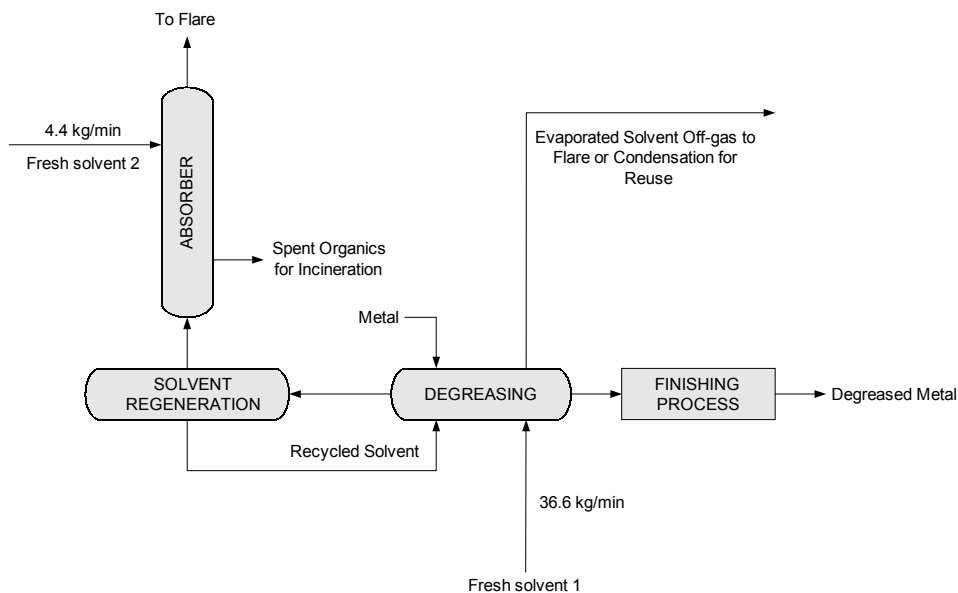 To Flare
4.4 kg/min
Fresh solvent 2
ABSORBER
Evaporated Solvent Off-gas to
Flare or Condensation for
Reuse
Spent Organics
for Incineration
Metal
SOLVENT
REGENERATION
DEGREASING
FINISHING
PROCESS
Degreased Metal
Recycled Solvent
36.6 kg/min
Fresh solvent 1